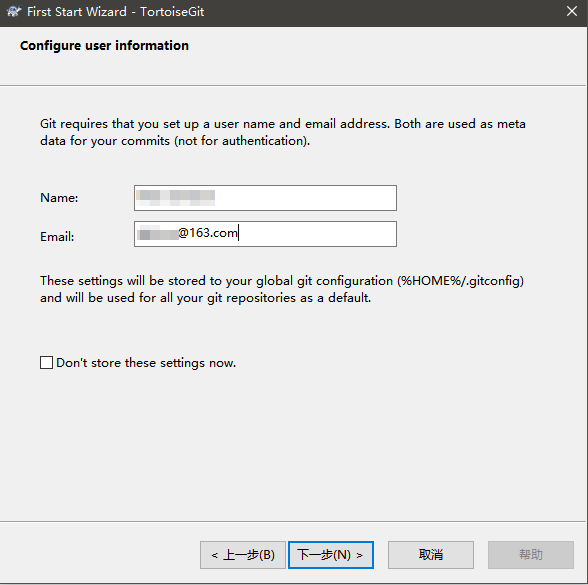 First Start Wizard - TortoiseGit
Configure user information
Git requires that you set up a user name and email address. Both are used as meta
data for your commits (not for authentication).
Name:
Email: @163.com
These settings will be stored to your global git configuration (%HOME%/.gitconfig)
and will be used for all your git repositories as a default.
Don't store these settings now.
< 上一步(B) 下一步(N) > 取消 帮助